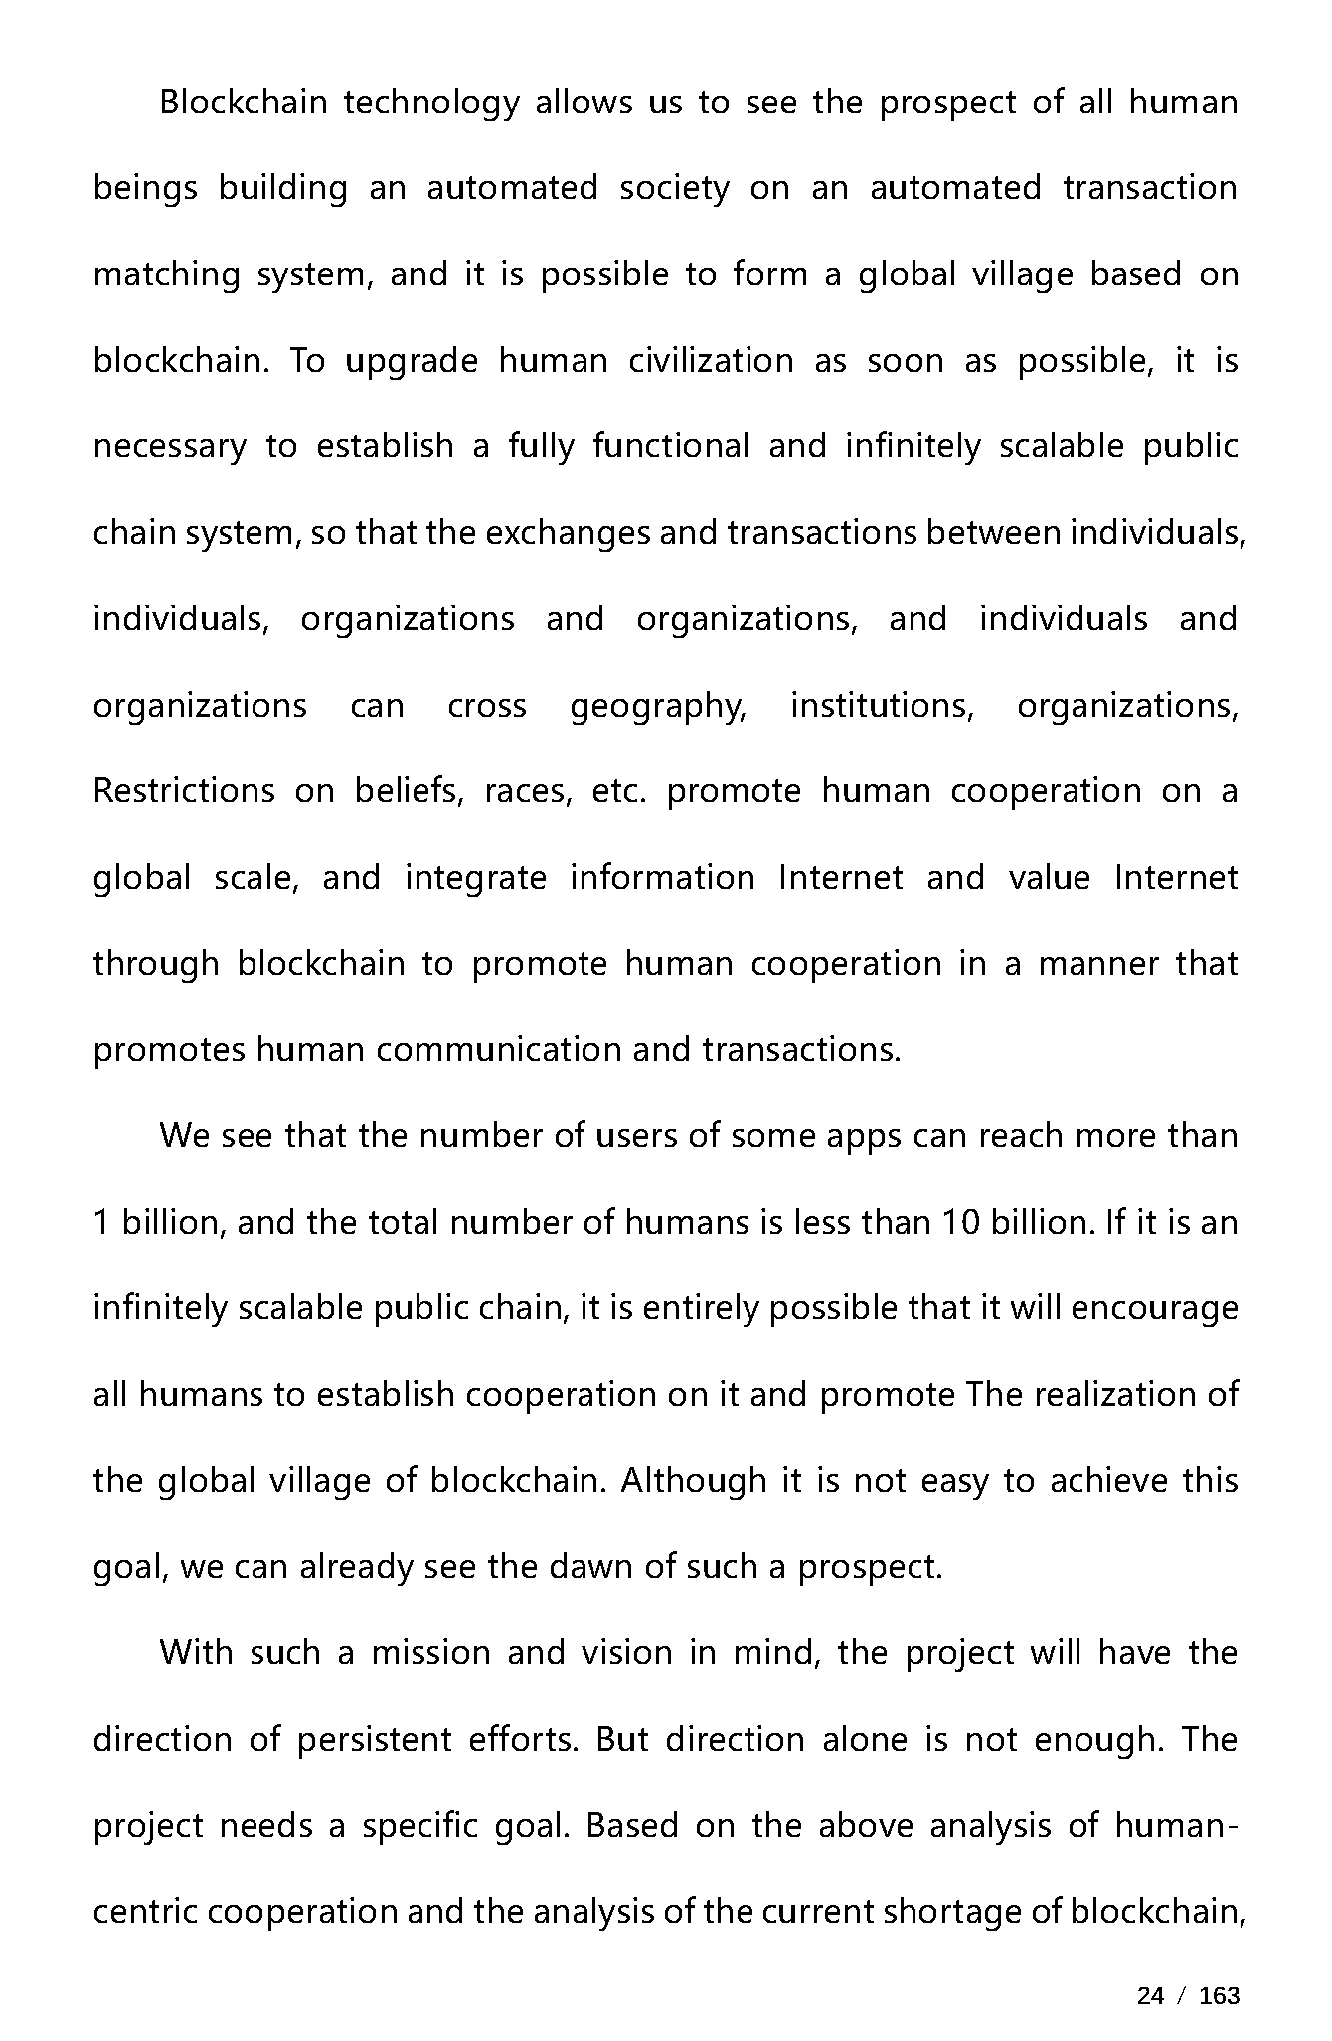 Blockchain technology allows us to see the prospect of all human
beings building an automated society on an automated transaction
matching system, and it is possible to form a global village based on
blockchain. To upgrade human civilization as soon as possible, it is
necessary to establish a fully functional and infinitely scalable public
chain system, so that the exchanges and transactions between individuals,
individuals, organizations and organizations, and individuals and
organizations can cross geography, institutions, organizations,
Restrictions on beliefs, races, etc. promote human cooperation on a
global scale, and integrate information Internet and value Internet
through blockchain to promote human cooperation in a manner that
promotes human communication and transactions.
We see that the number of users of some apps can reach more than
1 billion, and the total number of humans is less than 10 billion. If it is an
infinitely scalable public chain, it is entirely possible that it will encourage
all humans to establish cooperation on it and promote The realization of
the global village of blockchain. Although it is not easy to achieve this
goal, we can already see the dawn of such a prospect.
With such a mission and vision in mind, the project will have the
direction of persistent efforts. But direction alone is not enough. The
project needs a specific goal. Based on the above analysis of human-
centric cooperation and the analysis of the current shortage of blockchain,
24 / 163